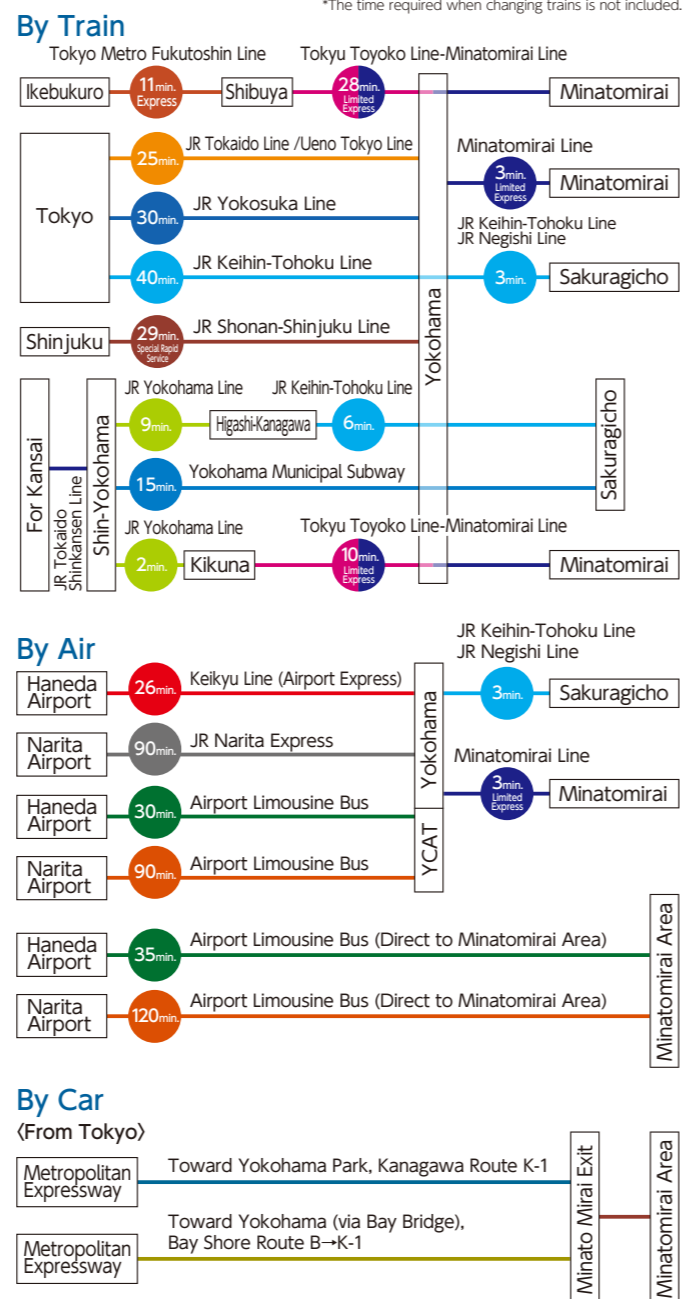 *The time required when changing trains is not included.
By Train
Tokyo Metro Fukutoshin Line
Tokyu Toyoko Line-Minatomirai Line
Ikebukuro
11min.
Express
Shibuya
28min.
Limited
Express
Minatomirai
Tokyo
25min.
JR Tokaido Line /Ueno Tokyo Line
30min.
JR Yokosuka Line
40min.
JR Keihin-Tohoku Line
Yokohama
Minatomirai Line
3min.
Limited
Express
Minatomirai
JR Keihin-Tohoku Line
JR Negishi Line
3min.
Sakuragicho
Shinjuku
29min.
Special Rapid
Service
JR Shonan-Shinjuku Line
For Kansai
JR Tokaido
Shinkansen Line
Shin-Yokohama
JR Yokohama Line
9min.
Higashi-Kanagawa
JR Keihin-Tohoku Line
6min.
15min.
Yokohama Municipal Subway
Sakuragicho
JR Yokohama Line
2min.
Kikuna
Tokyu Toyoko Line-Minatomirai Line
10min.
Limited
Express
Minatomirai
By Air
Haneda
Airport
26min.
Keikyu Line (Airport Express)
Narita
Airport
90min.
JR Narita Express
Yokohama
JR Keihin-Tohoku Line
JR Negishi Line
3min.
Sakuragicho
Minatomirai Line
3min.
Limited
Express
Minatomirai
Haneda
Airport
30min.
Airport Limousine Bus
Narita
Airport
90min.
Airport Limousine Bus
YCAT
Haneda
Airport
35min.
Airport Limousine Bus (Direct to Minatomirai Area)
Narita
Airport
120min.
Airport Limousine Bus (Direct to Minatomirai Area)
Minatomirai Area
By Car
〈From Tokyo〉
Metropolitan
Expressway
Toward Yokohama Park, Kanagawa Route K-1
Metropolitan
Expressway
Toward Yokohama (via Bay Bridge),
Bay Shore Route B→K-1
Minato Mirai Exit
Minatomirai Area